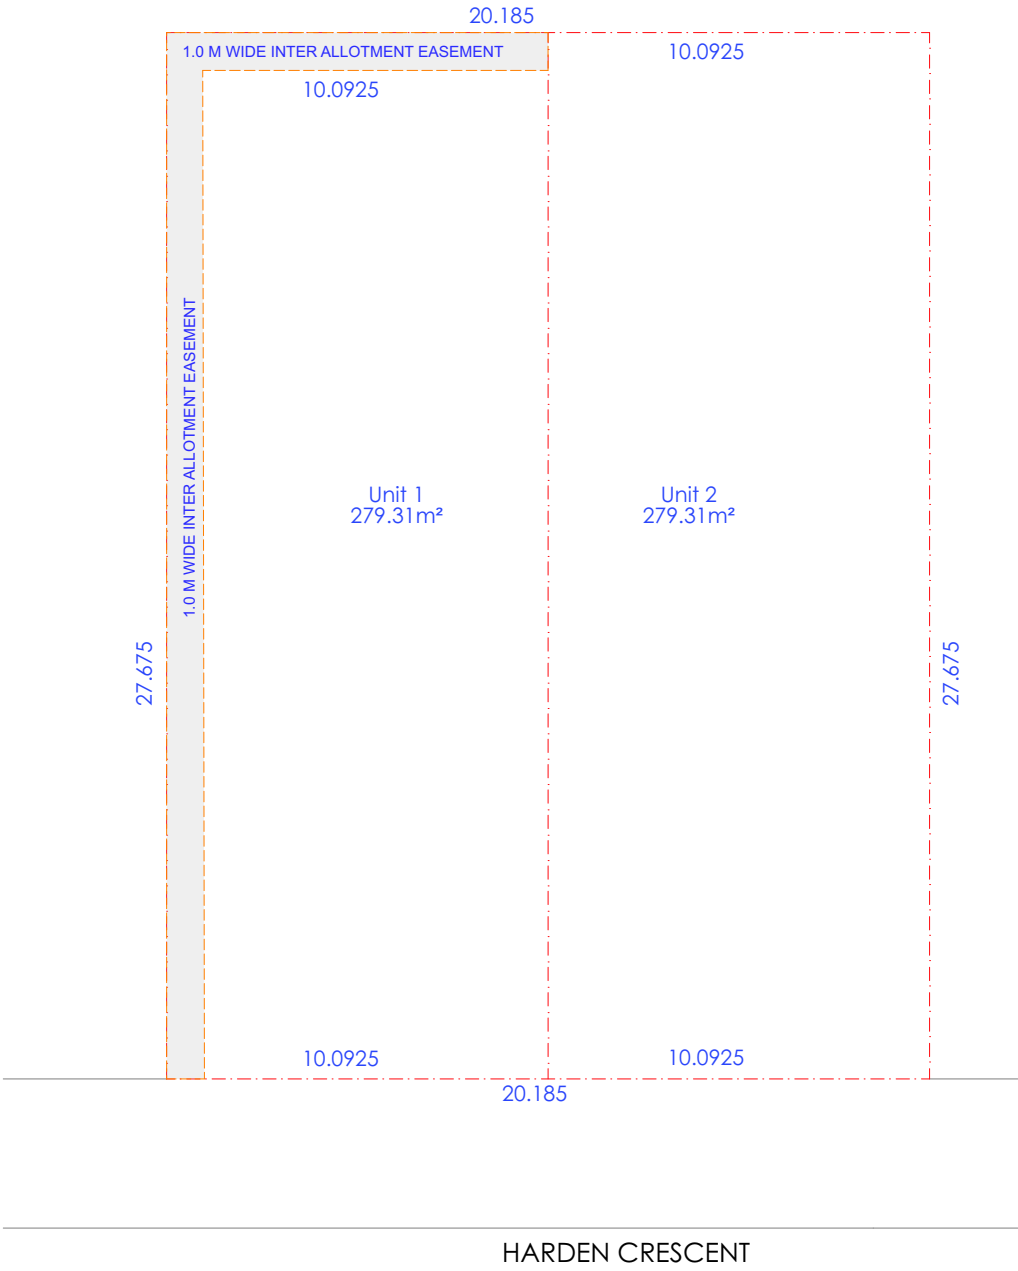 20.185
1.0 M WIDE INTER ALLOTMENT EASEMENT
10.0925
10.0925
1.0 M WIDE INTER ALLOTMENT EASEMENT
Unit 1
279.31m²
Unit 2
279.31m²
27.675
27.675
10.0925
10.0925
20.185
HARDEN CRESCENT